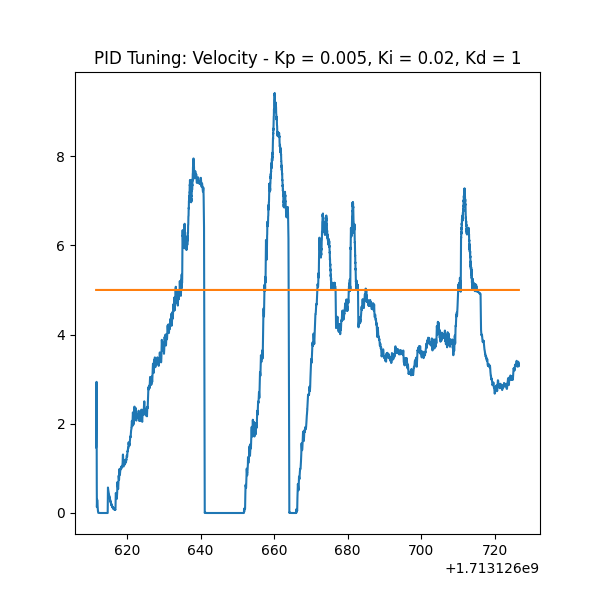 PID Tuning: Velocity - Kp = 0.005, Ki = 0.02, Kd = 1
8
6
4
2
0
620 640 660 680 700 720
+1.713126e9